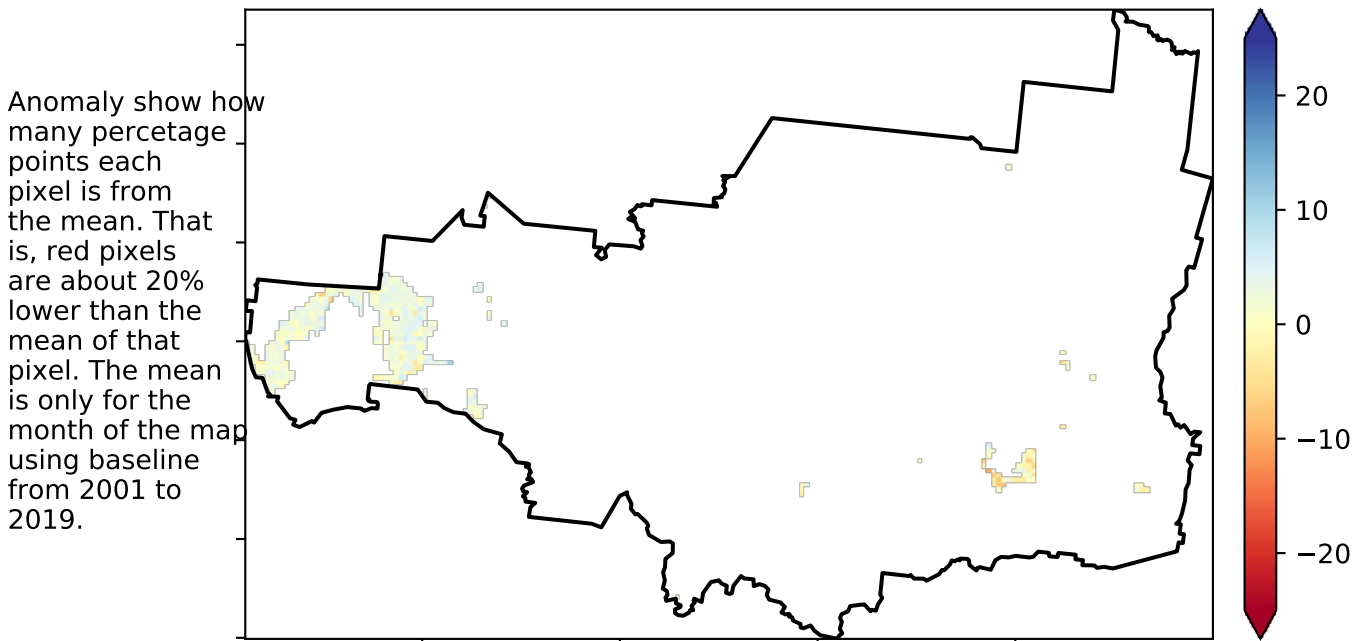 Anomaly show how
many percetage
points each
pixel is from
the mean. That
is, red pixels
are about 20%
lower than the
mean of that
pixel. The mean
is only for the
month of the map
using baseline
from 2001 to
2019.
20
10
0
−10
−20